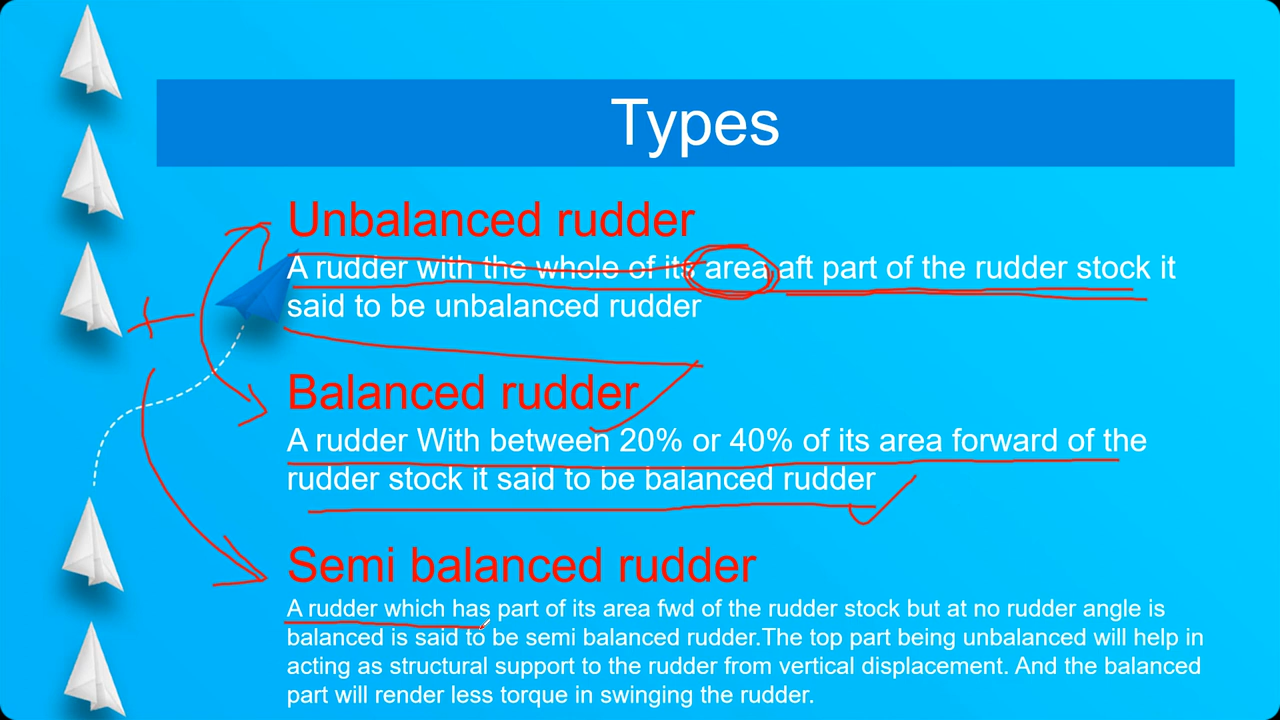 Types
Unbalanced rudder
A rudder with the whole of its area aft part of the rudder stock it
said to be unbalanced rudder
Balanced rudder
A rudder With between 20% or 40% of its area forward of the
rudder stock it said to be balanced rudder
Semi balanced rudder
A rudder which has part of its area fwd of the rudder stock but at no rudder angle is
balanced is said to be semi balanced rudder.The top part being unbalanced will help in
acting as structural support to the rudder from vertical displacement. And the balanced
part will render less torque in swinging the rudder.